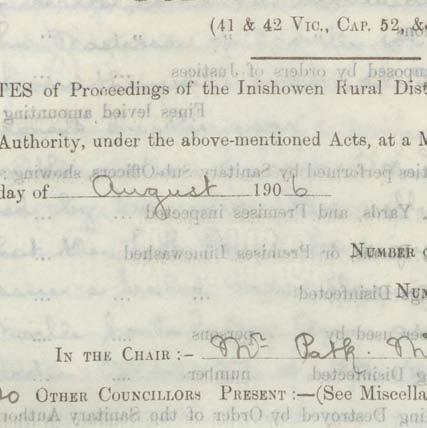 (41 & 42 Vic., Cap. 52, &
TES of Proceedings of the Inishowen Rural Dist
Authority, under the above-mentioned Acts, at a M
day of August 1906
Number
Nu
In the Chair :- Mr Patk. M
Other Councillors Present :—(See Miscella